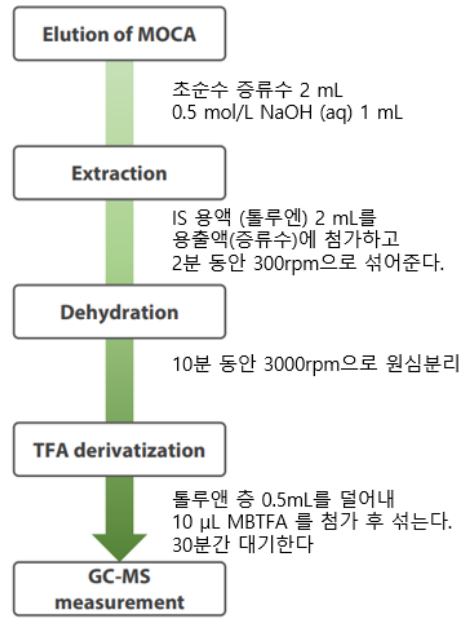 Elution of MOCA
초순수 증류수 2 mL
0.5 mol/L NaOH (aq) 1 mL
Extraction
IS 용액 (톨루엔) 2 mL를
용출액(증류수)에 첨가하고
2분 동안 300rpm으로 섞어준다.
Dehydration
10분 동안 3000rpm으로 원심분리
TFA derivatization
톨루앤 층 0.5mL를 덜어내
10 μL MBTFA 를 첨가 후 섞는다.
30분간 대기한다
GC-MS
measurement